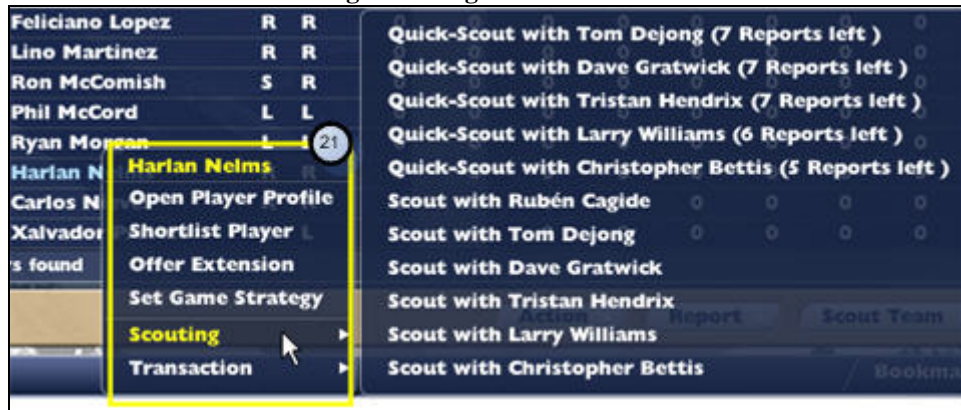 Feliciano Lopez R R
Lino Martinez R R
Ron McComish S R
Phil McCord L L
Ryan Morgan L
21
Harlan N
Carlos N
Xalvador
s found
Harlan Nelms
Open Player Profile
Shortlist Player
Offer Extension
Set Game Strategy
Scouting
Transaction
Quick-Scout with Tom Dejong (7 Reports left )
Quick-Scout with Dave Gratwick (7 Reports left )
Quick-Scout with Tristan Hendrix (7 Reports left )
Quick-Scout with Larry Williams (6 Reports left )
Quick-Scout with Christopher Bettis (5 Reports left )
Scout with Rubén Cagide
Scout with Tom Dejong
Scout with Dave Gratwick
Scout with Tristan Hendrix
Scout with Larry Williams
Scout with Christopher Bettis
Action Report Scout Team
Bookma